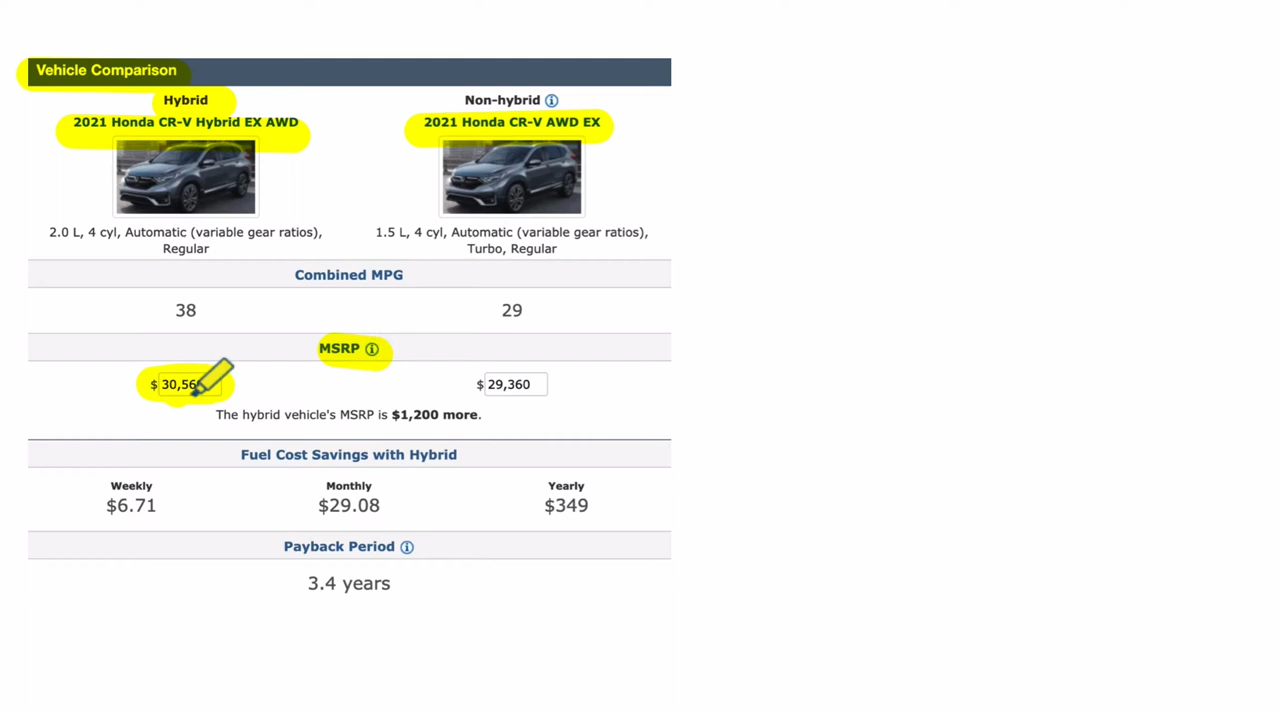 Vehicle Comparison
Hybrid
2021 Honda CR-V Hybrid EX AWD
Non-hybrid
2021 Honda CR-V AWD EX
2.0 L, 4 cyl, Automatic (variable gear ratios),
Regular
1.5 L, 4 cyl, Automatic (variable gear ratios),
Turbo, Regular
Combined MPG
38
29
MSRP
$
$ 29,360
The hybrid vehicle's MSRP is $1,200 more.
Fuel Cost Savings with Hybrid
Weekly
$6.71
Monthly
$29.08
Yearly
$349
Payback Period
3.4 years